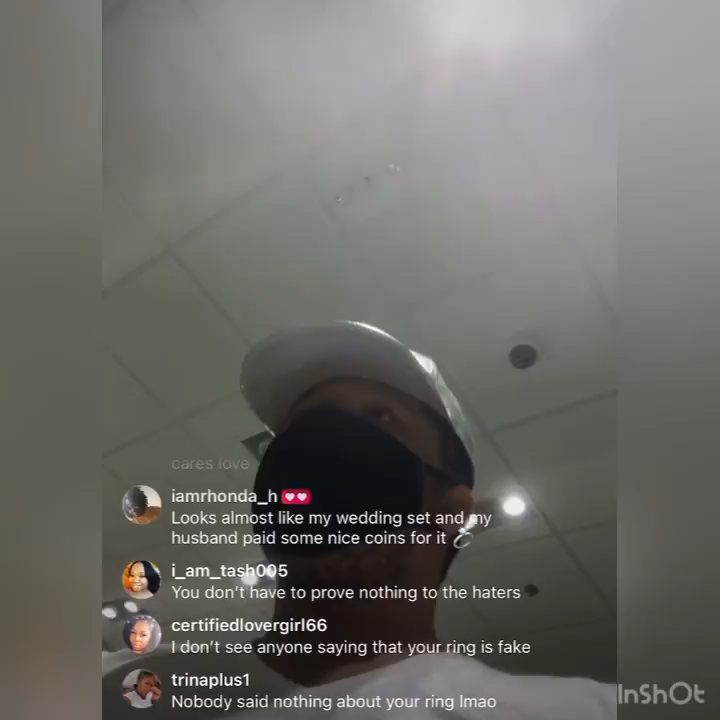 cares love
iamrhonda_h
Looks almost like my wedding set and my
husband paid some nice coins for it
i_am_tash005
You don't have to prove nothing to the haters
certifiedlovergirl66
I don't see anyone saying that your ring is fake
trinaplus1
Nobody said nothing about your ring lmao
InShOt